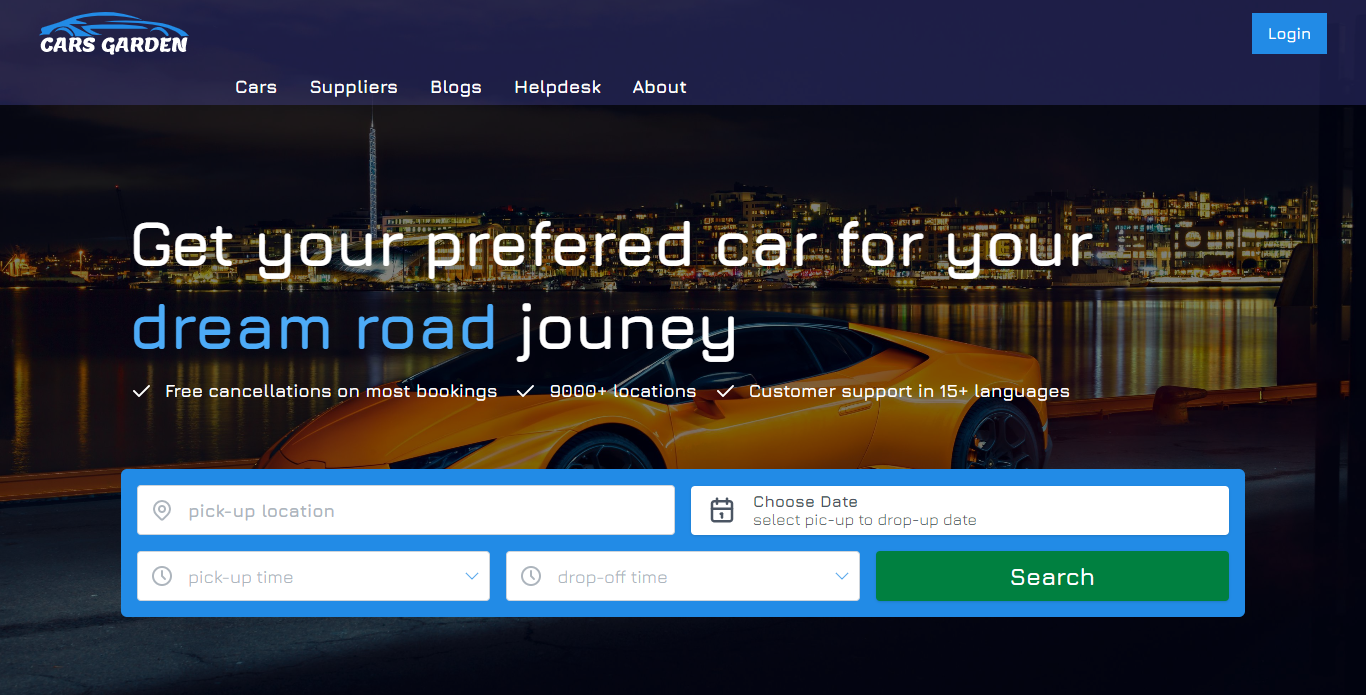 CARS GARDEN
Login
Cars Suppliers Blogs Helpdesk About
Get your prefered car for your
dream road jouney
Free cancellations on most bookings 9000+ locations Customer support in 15+ languages
pick-up location
Choose Date
select pic-up to drop-up date
pick-up time
drop-off time
Search